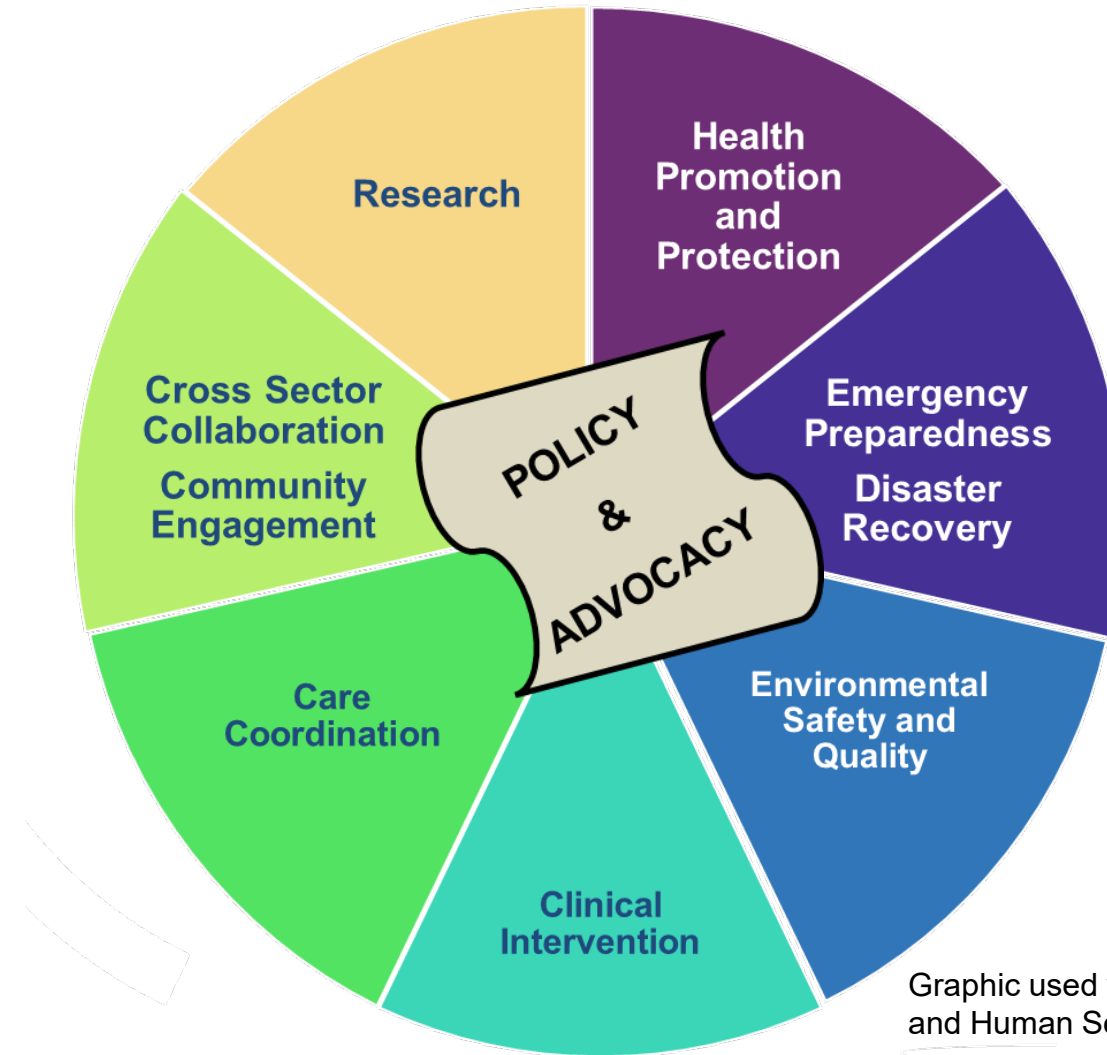 Research
Health
Promotion
and
Protection
Emergency
Preparedness
Disaster
Recovery
Environmental
Safety and
Quality
Clinical
Intervention
Care
Coordination
Cross Sector
Collaboration
Community
Engagement
POLICY
&
ADVOCACY
Graphic used
and Human